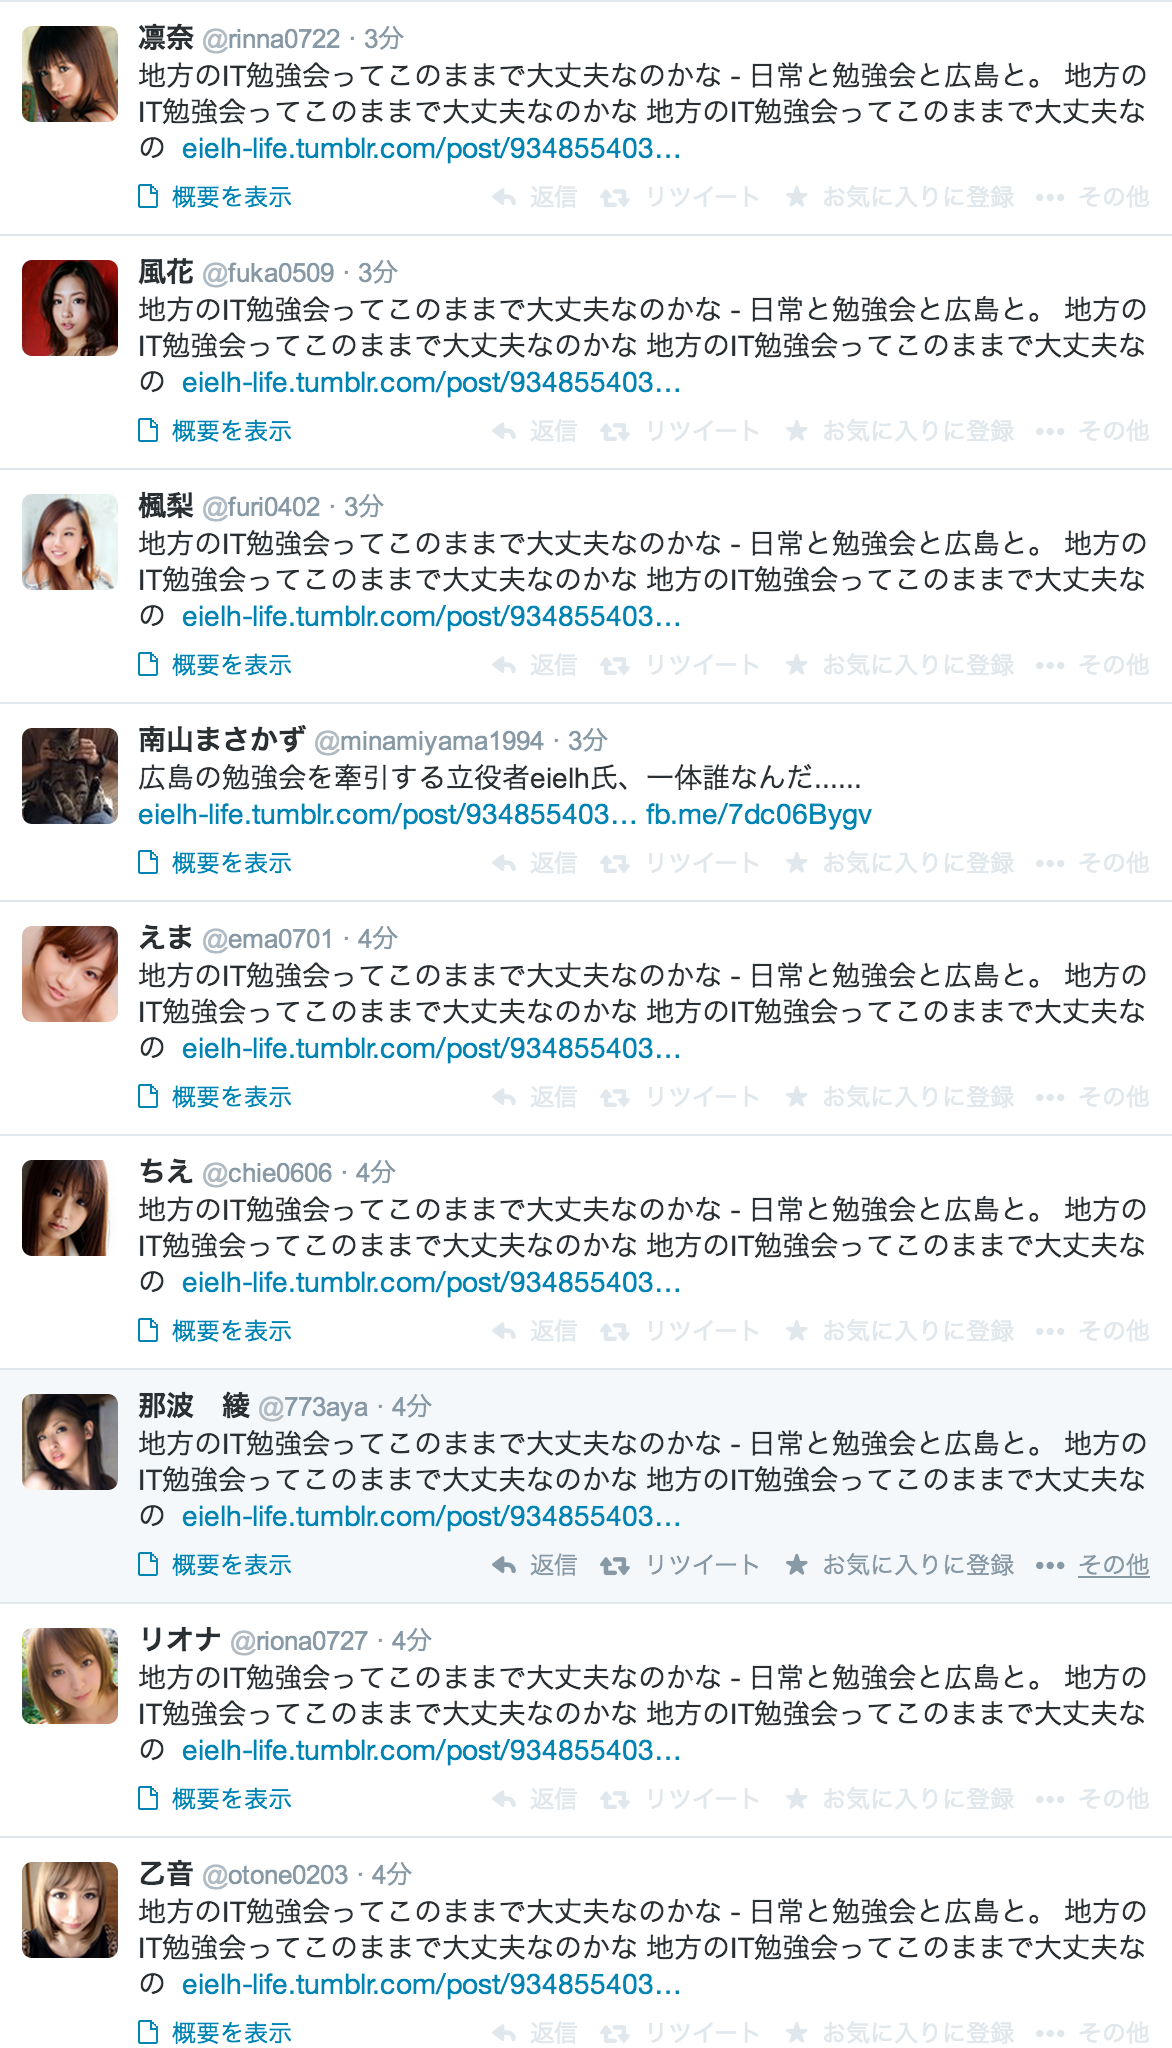 凛奈 @rinna0722 · 3分
地方のIT勉強会ってこのままで大丈夫なのかな - 日常と勉強会と広島と。 地方の
IT勉強会ってこのままで大丈夫なのかな 地方のIT勉強会ってこのままで大丈夫な
の eielh-life.tumblr.com/post/934855403…
概要を表示 返信 リツイート お気に入りに登録 その他
風花 @fuka0509 · 3分
地方のIT勉強会ってこのままで大丈夫なのかな - 日常と勉強会と広島と。 地方の
IT勉強会ってこのままで大丈夫なのかな 地方のIT勉強会ってこのままで大丈夫な
の eielh-life.tumblr.com/post/934855403…
概要を表示 返信 リツイート お気に入りに登録 その他
楓梨 @furi0402 · 3分
地方のIT勉強会ってこのままで大丈夫なのかな - 日常と勉強会と広島と。 地方の
IT勉強会ってこのままで大丈夫なのかな 地方のIT勉強会ってこのままで大丈夫な
の eielh-life.tumblr.com/post/934855403…
概要を表示 返信 リツイート お気に入りに登録 その他
南山まさかず @minamiyama1994 · 3分
広島の勉強会を牽引する立役者eielh氏、一体誰なんだ......
eielh-life.tumblr.com/post/934855403… fb.me/7dc06Bygv
概要を表示 返信 リツイート お気に入りに登録 その他
えま @ema0701 · 4分
地方のIT勉強会ってこのままで大丈夫なのかな - 日常と勉強会と広島と。 地方の
IT勉強会ってこのままで大丈夫なのかな 地方のIT勉強会ってこのままで大丈夫な
の eielh-life.tumblr.com/post/934855403…
概要を表示 返信 リツイート お気に入りに登録 その他
ちえ @chie0606 · 4分
地方のIT勉強会ってこのままで大丈夫なのかな - 日常と勉強会と広島と。 地方の
IT勉強会ってこのままで大丈夫なのかな 地方のIT勉強会ってこのままで大丈夫な
の eielh-life.tumblr.com/post/934855403…
概要を表示 返信 リツイート お気に入りに登録 その他
那波　綾 @773aya · 4分
地方のIT勉強会ってこのままで大丈夫なのかな - 日常と勉強会と広島と。 地方の
IT勉強会ってこのままで大丈夫なのかな 地方のIT勉強会ってこのままで大丈夫な
の eielh-life.tumblr.com/post/934855403…
概要を表示 返信 リツイート お気に入りに登録 その他
リオナ @riona0727 · 4分
地方のIT勉強会ってこのままで大丈夫なのかな - 日常と勉強会と広島と。 地方の
IT勉強会ってこのままで大丈夫なのかな 地方のIT勉強会ってこのままで大丈夫な
の eielh-life.tumblr.com/post/934855403…
概要を表示 返信 リツイート お気に入りに登録 その他
乙音 @otone0203 · 4分
地方のIT勉強会ってこのままで大丈夫なのかな - 日常と勉強会と広島と。 地方の
IT勉強会ってこのままで大丈夫なのかな 地方のIT勉強会ってこのままで大丈夫な
の eielh-life.tumblr.com/post/934855403…
概要を表示 返信 リツイート お気に入りに登録 その他